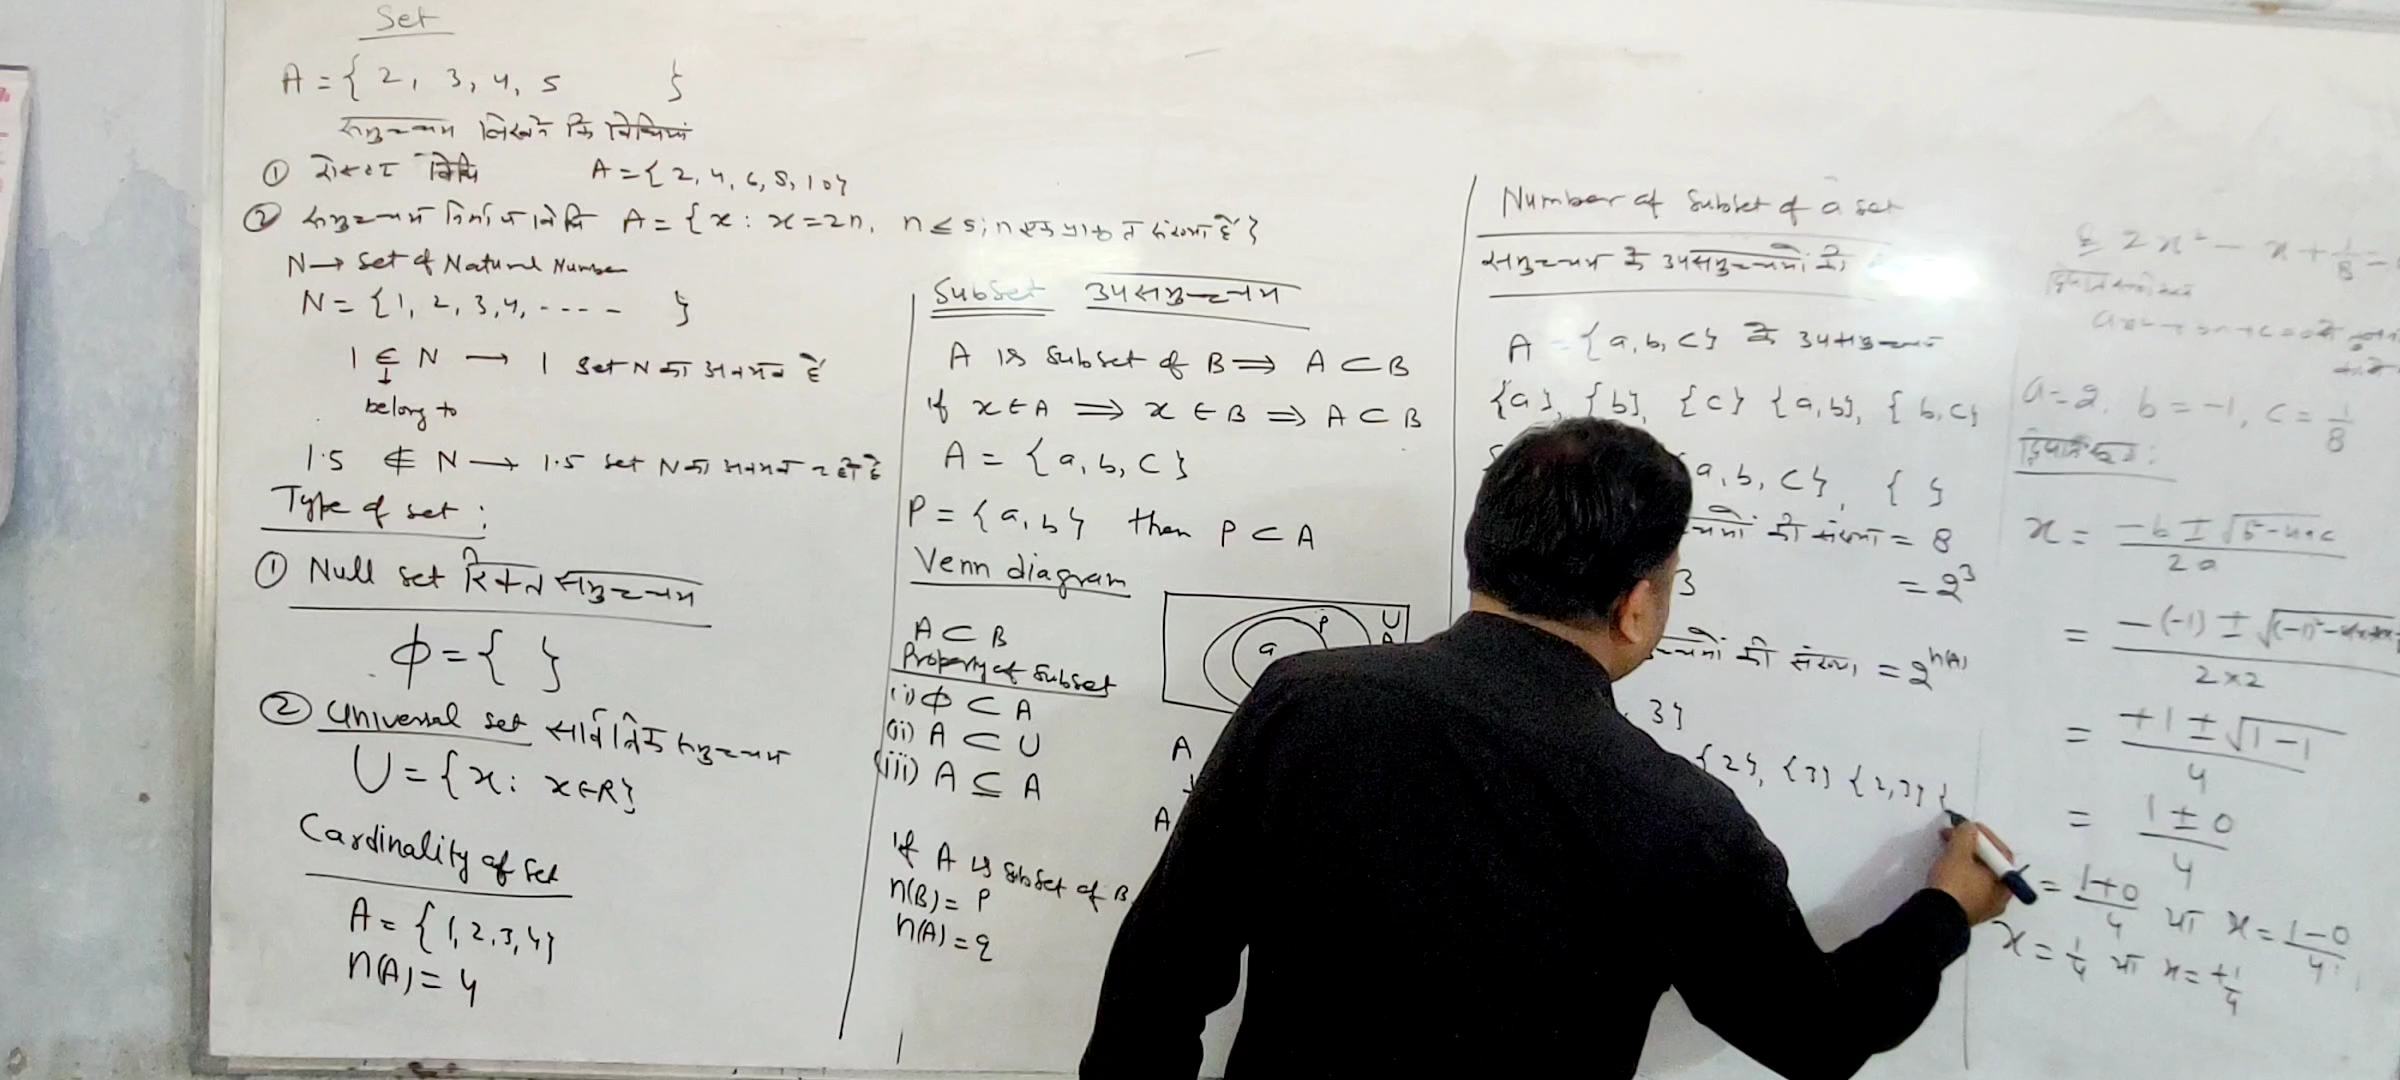 Set
A = { 2, 3, 4, 5 }
समुच्चय लिखने कि विधियां
① रोस्टर विधि A = { 2, 4, 6, 8, 10}
② समुच्चय निर्माण विधि A = {x : x = 2n, n ≤ 5; n एक प्राकृत संख्या है}
N → Set of Natural Number
N = {1, 2, 3, 4, ---- }
1 ∈ N → 1 set N का अवयव है
belong to
1.5 ∉ N → 1.5 set N का अवयव नहीं है
Type of set :
① Null set रिक्त समुच्चय
ϕ = { }
② Universal set समुच्चय
U = {x : x ∈ R}
Cardinality of set
A = {1, 2, 3, 4}
n(A) = 4
Subset उपसमुच्चय
A is subset of B ⇒ A ⊂ B
if x ∈ A ⇒ x ∈ B ⇒ A ⊂ B
A = {a, b, c}
P = {a, b} then P ⊂ A
Venn diagram
A ⊂ B
P U
a
Property of subset
(i) ϕ ⊂ A
(ii) A ⊂ U
(iii) A ⊆ A
A
A
if A is subset of B
n(B) = p
n(A) = q
Number of subset of a set
समुच्चय के उपसमुच्चयों की
A = {a, b, c} के उपसमुच्चय
{a}, {b}, {c} {a, b}, {b, c}
a, b, c}, { }
की संख्या = 8
3 = 2³
की संख्या = 2ⁿ⁽ᴬ⁾
3}
{2}, {3} {2, 3} {
2x² - x + 1/8 =
a = 2, b = -1, c = 1/8
x = (-b ± √) / 2a
= (-(-1) ± √(-1)² -) / 2×2
= (+1 ± √1-1) / 4
= (1 ± 0) / 4
= (1+0)/4 या x = (1-0)/4
x = 1/4 या x = +1/4